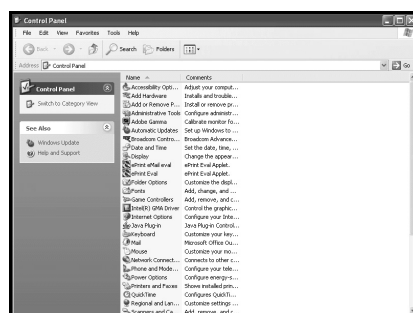 Control Panel
File Edit View Favorites Tools Help
Back Search Folders
Address Control Panel Go
Name Comments
Control Panel
Switch to Category View
See Also
Windows Update
Help and Support
Accessibility Opti... Adjust your comput...
Add Hardware Installs and trouble...
Add or Remove P... Install or remove pr...
Administrative Tools Configure administr...
Adobe Gamma Calibrate monitor fo...
Automatic Updates Set up Windows to ...
Broadcom Contro... Broadcom Advance...
Date and Time Set the date, time, ...
Display Change the appear...
ePrint eMail eval ePrint Eval Applet.
ePrint Eval ePrint Eval Applet.
Folder Options Customize the displ...
Fonts Add, change, and ...
Game Controllers Add, remove, and c...
Intel(R) GMA Driver Control the graphic...
Internet Options Configure your Inte...
Java Plug-in Java Plug-in Control...
Keyboard Customize your key...
Mail Microsoft Office Ou...
Mouse Customize your mo...
Network Connect... Connects to other c...
Phone and Mode... Configure your tele...
Power Options Configure energy-s...
Printers and Faxes Shows installed prin...
QuickTime Configures QuickTi...
Regional and Lan... Customize settings ...
Scanners and Ca... Add, remove, and c...